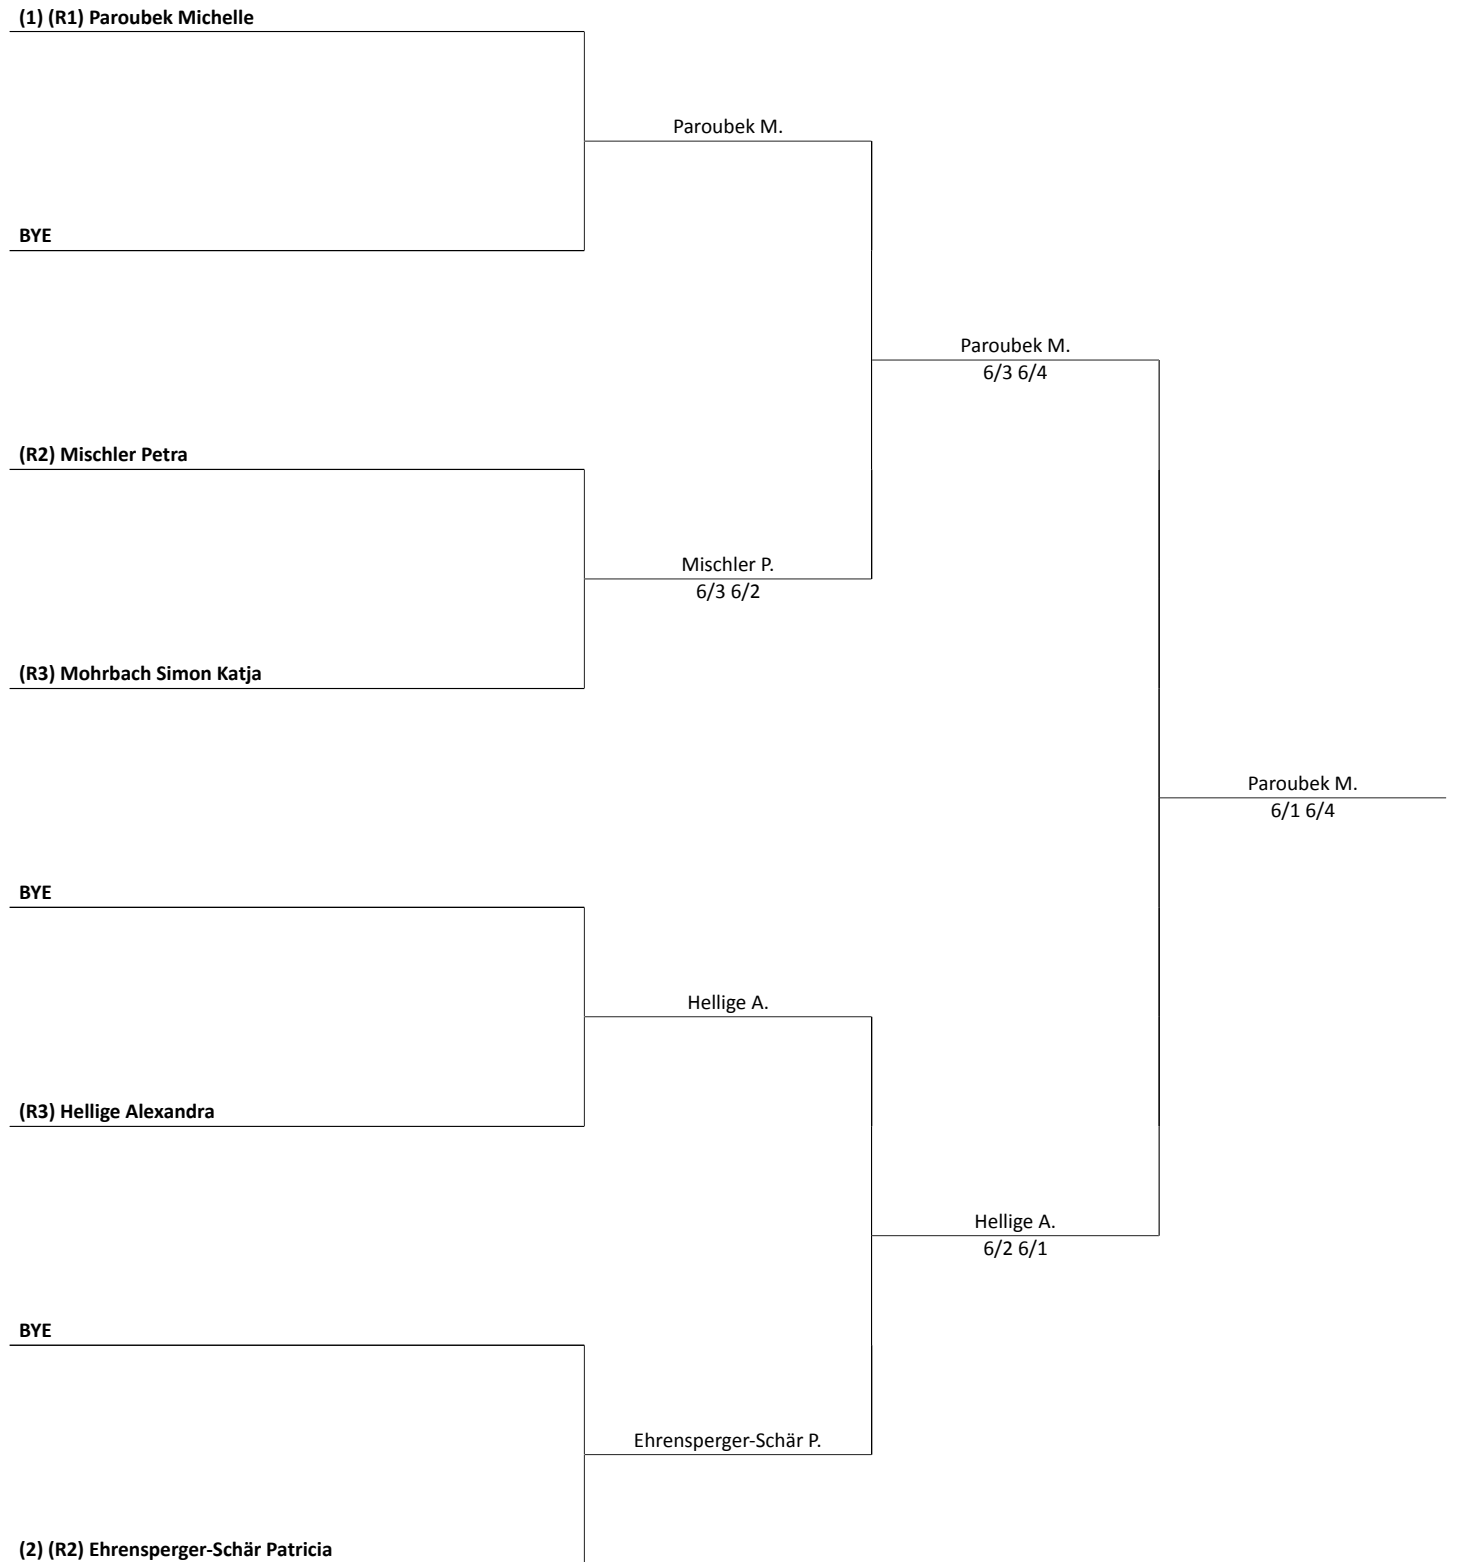 (1) (R1) Paroubek Michelle
Paroubek M.
BYE
Paroubek M.
6/3 6/4
(R2) Mischler Petra
Mischler P.
6/3 6/2
(R3) Mohrbach Simon Katja
Paroubek M.
6/1 6/4
BYE
Hellige A.
(R3) Hellige Alexandra
Hellige A.
6/2 6/1
BYE
Ehrensperger-Schär P.
(2) (R2) Ehrensperger-Schär Patricia